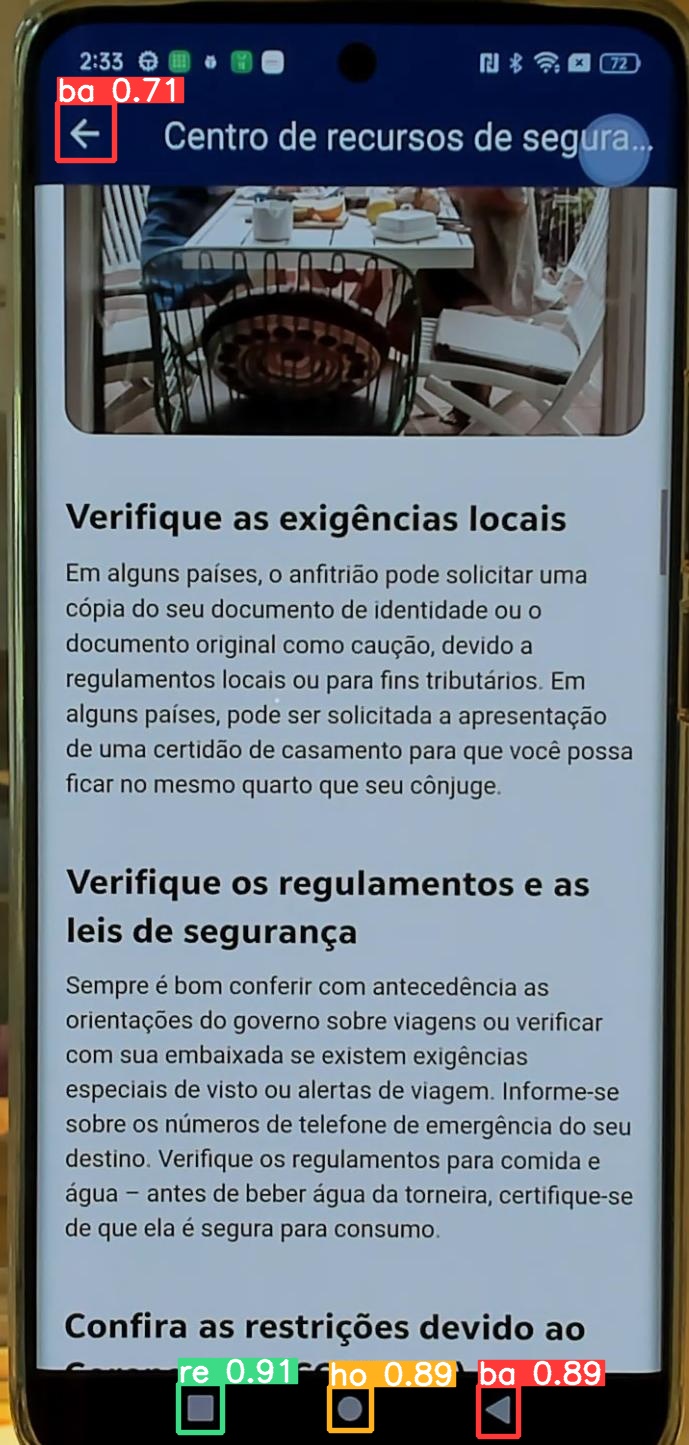 2:33
72
ba 0.71
Centro de recursos de segura...
Verifique as exigências locais
Em alguns países, o anfitrião pode solicitar uma
cópia do seu documento de identidade ou o
documento original como caução, devido a
regulamentos locais ou para fins tributários. Em
alguns países, pode ser solicitada a apresentação
de uma certidão de casamento para que você possa
ficar no mesmo quarto que seu cônjuge.
Verifique os regulamentos e as
leis de segurança
Sempre é bom conferir com antecedência as
orientações do governo sobre viagens ou verificar
com sua embaixada se existem exigências
especiais de visto ou alertas de viagem. Informe-se
sobre os números de telefone de emergência do seu
destino. Verifique os regulamentos para comida e
água – antes de beber água da torneira, certifique-se
de que ela é segura para consumo.
Confira as restrições devido ao
re 0.91
ho 0.89
ba 0.89